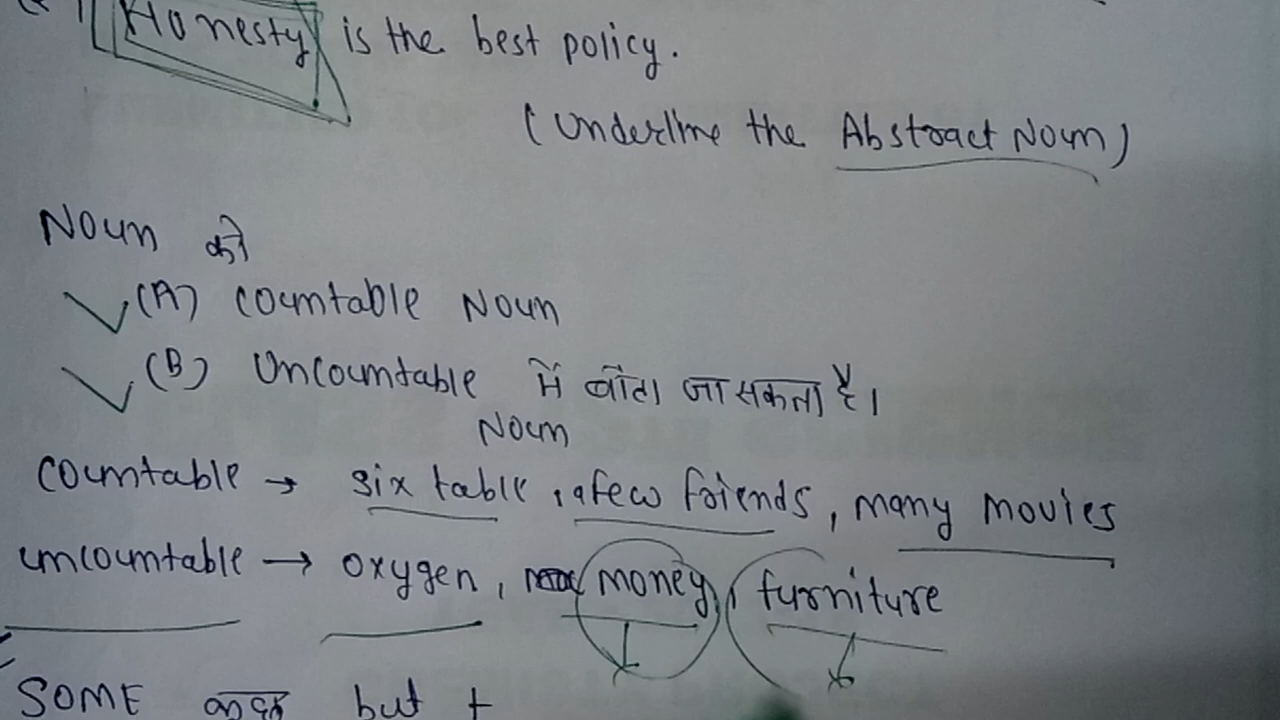 Honesty is the best policy.
(Underline the Abstract Noun)
Noun को
(A) Countable Noun
(B) Uncountable में बाँटा जा सकता है।
Noun
Countable → six table, a few friends, many movies
uncountable → oxygen, money, furniture
SOME but